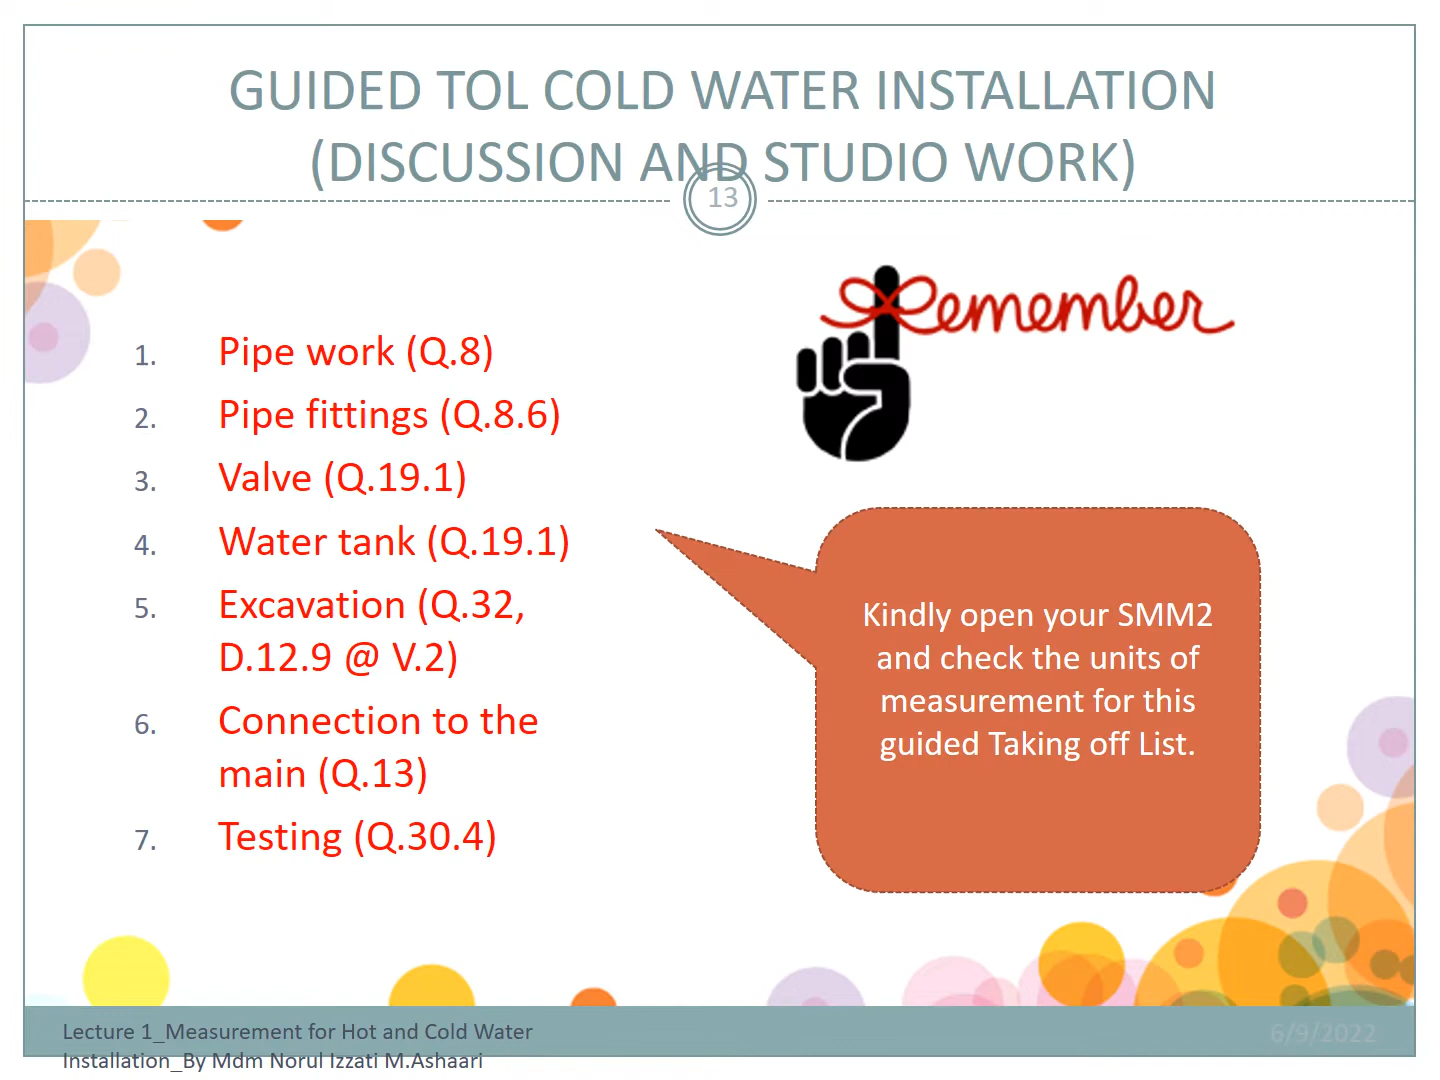 GUIDED TOL COLD WATER INSTALLATION
(DISCUSSION AND STUDIO WORK)
13
Remember
1. Pipe work (Q.8)
2. Pipe fittings (Q.8.6)
3. Valve (Q.19.1)
4. Water tank (Q.19.1)
5. Excavation (Q.32,
D.12.9 @ V.2)
6. Connection to the
main (Q.13)
7. Testing (Q.30.4)
Kindly open your SMM2
and check the units of
measurement for this
guided Taking off List.
Lecture 1_Measurement for Hot and Cold Water
Installation_By Mdm Norul Izzati M.Ashaari
6/9/2022